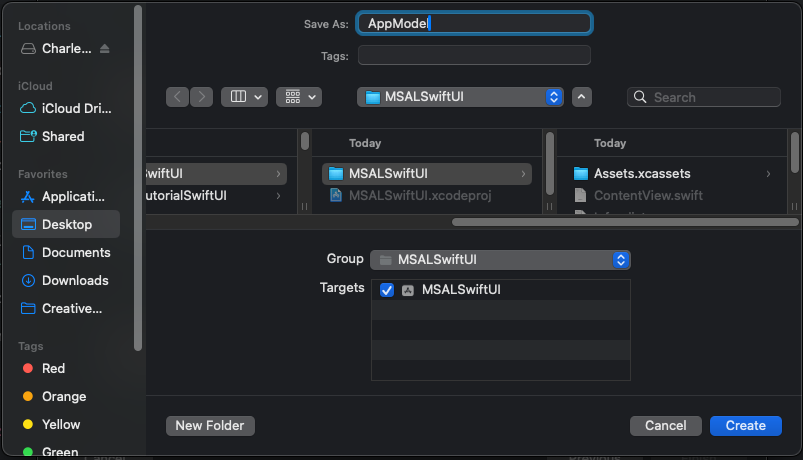 Locations
Charle...
iCloud
iCloud Dri...
Shared
Favorites
Applicati...
Desktop
Documents
Downloads
Creative...
Tags
Red
Orange
Yellow
Green
Save As: AppModel
Tags:
MSALSwiftUI
Search
Today
Today
SwiftUI
utorialSwiftUI
MSALSwiftUI
MSALSwiftUI.xcodeproj
Assets.xcassets
ContentView.swift
Group MSALSwiftUI
Targets MSALSwiftUI
New Folder
Cancel
Create